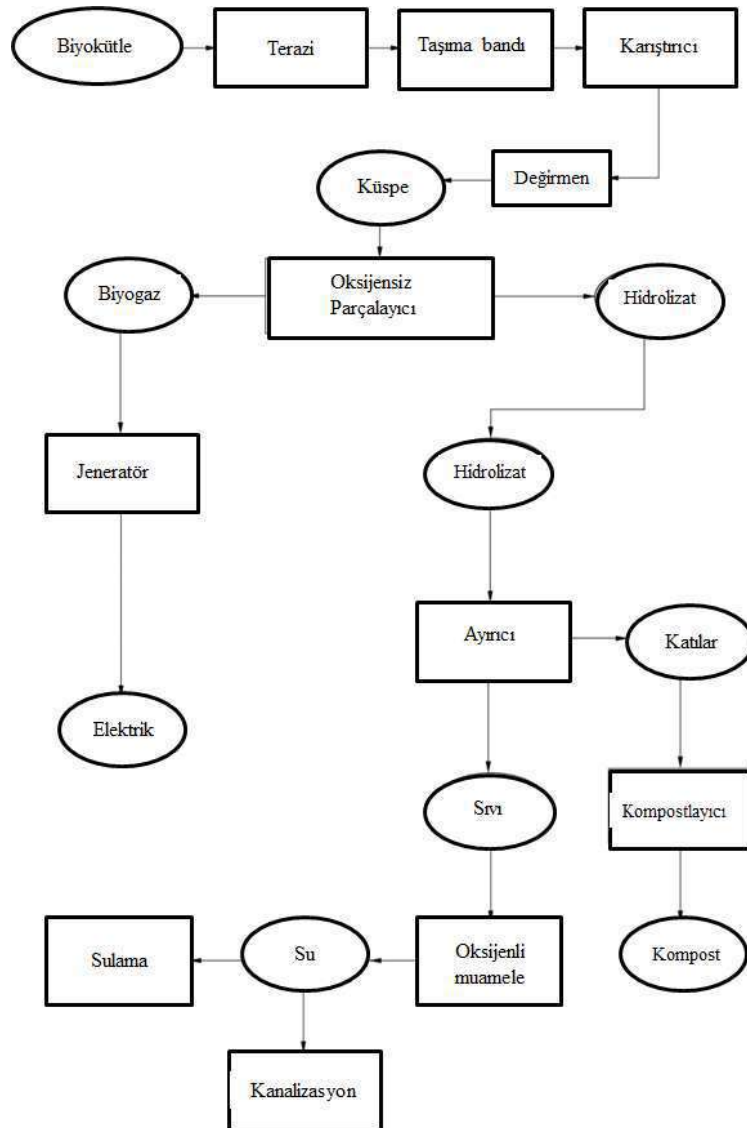 Biyokütle
Terazi
Taşıma bandı
Karıştırıcı
Değirmen
Küspe
Oksijensiz
Parçalayıcı
Biyogaz
Hidrolizat
Jeneratör
Hidrolizat
Ayırıcı
Katılar
Elektrik
Sıvı
Kompostlayıcı
Sulama
Su
Oksijenli
muamele
Kompost
Kanalizasyon